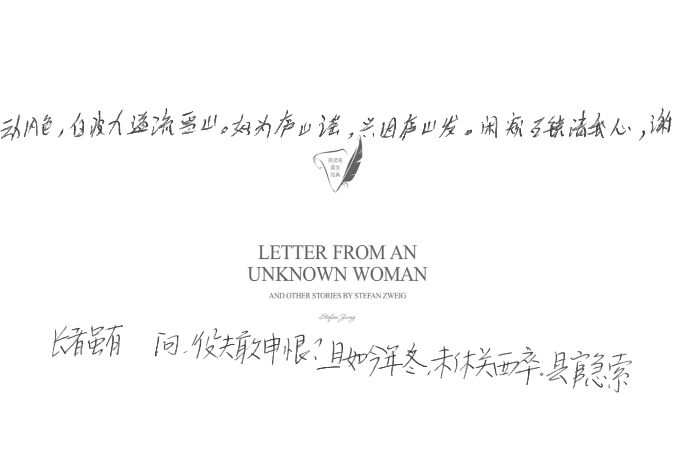 动风色,白波九道流雪山。好为庐山谣,兴因庐山发。闲窥石镜清我心,谢
LETTER FROM AN
UNKNOWN WOMAN
AND OTHER STORIES BY STEFAN ZWEIG
Stefan Zweig
长者虽有 问,役夫敢申恨?且如今年冬,未休关西卒。县官急索